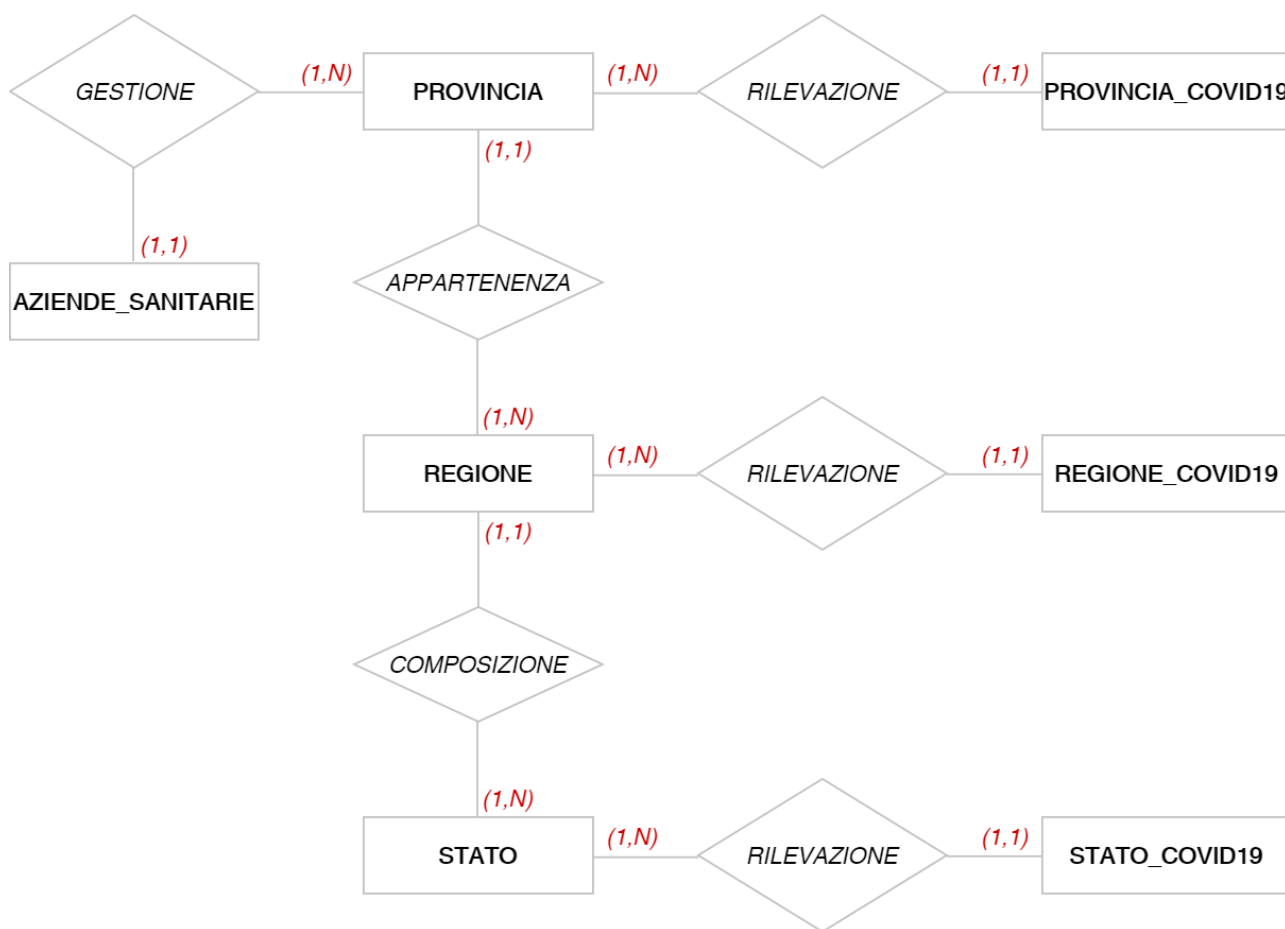 GESTIONE
(1,N)
PROVINCIA
(1,N)
RILEVAZIONE
(1,1)
PROVINCIA_COVID19
(1,1)
(1,1)
AZIENDE_SANITARIE
APPARTENENZA
(1,N)
REGIONE
(1,N)
RILEVAZIONE
(1,1)
REGIONE_COVID19
(1,1)
COMPOSIZIONE
(1,N)
STATO
(1,N)
RILEVAZIONE
(1,1)
STATO_COVID19